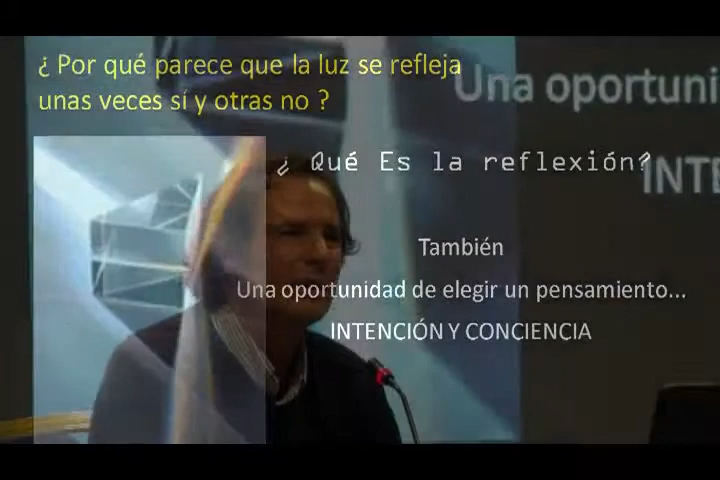 ¿ Por qué parece que la luz se refleja
unas veces sí y otras no ?
Una oportuni
¿ Qué Es la reflexión?
INTE
También
Una oportunidad de elegir un pensamiento...
INTENCIÓN Y CONCIENCIA